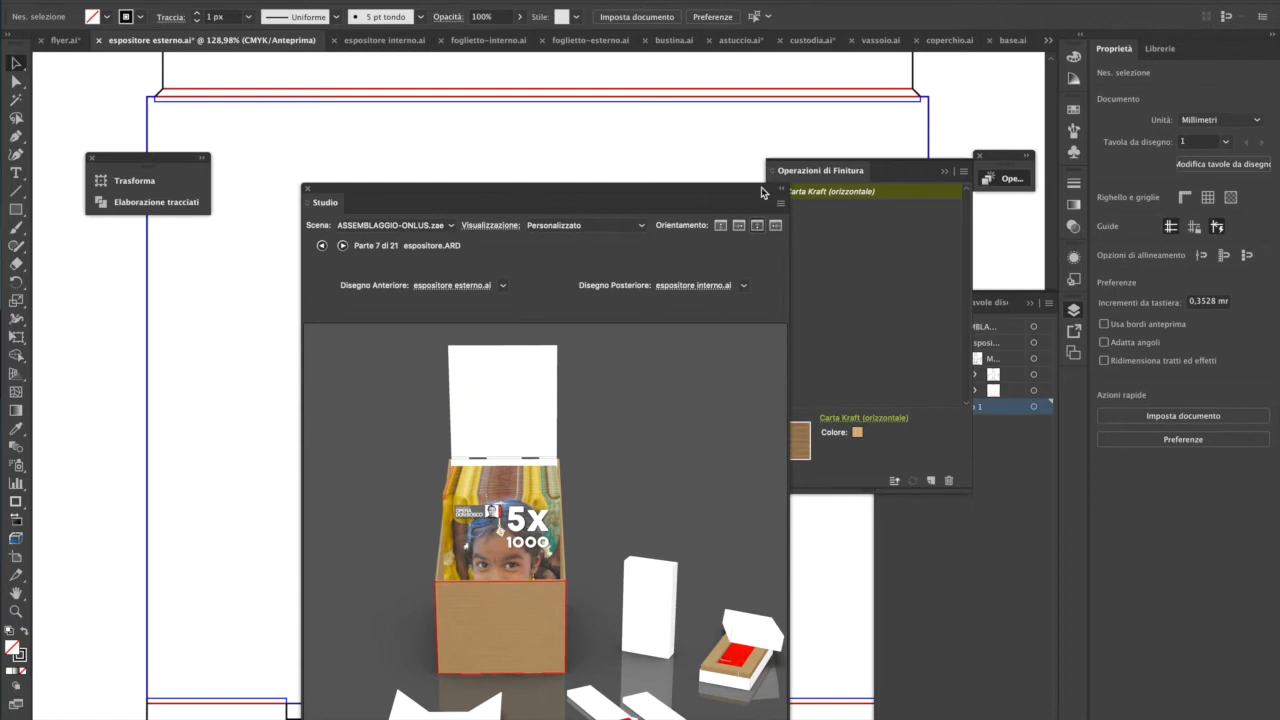 Nes. selezione
Traccia: 1 px Uniforme 5 pt tondo Opacità: 100% Stile: Imposta documento Preferenze
flyer.ai* espositore esterno.ai* @ 128,98% (CMYK/Anteprima) espositore interno.ai foglietto-interno.ai foglietto-esterno.ai bustina.ai astuccio.ai* custodia.ai* vassoio.ai coperchio.ai base.ai
Proprietà Librerie
Nes. selezione
Documento
Unità: Millimetri
Tavola da disegno: 1
Modifica tavole da disegno
Righello e griglie
Guide
Opzioni di allineamento
Preferenze
Incrementi da tastiera: 0,3528 mr
Usa bordi anteprima
Adatta angoli
Ridimensiona tratti ed effetti
Azioni rapide
Imposta documento
Preferenze
Trasforma
Elaborazione tracciati
Operazioni di Finitura
Carta Kraft (orizzontale)
Ope...
Studio
Scena: ASSEMBLAGGIO-ONLUS.zae Visualizzazione: Personalizzato Orientamento:
Parte 7 di 21 espositore.ARD
Disegno Anteriore: espositore esterno.ai Disegno Posteriore: espositore interno.ai
avole dise
MBLA...
sposi...
M...
1
Carta Kraft (orizzontale)
Colore:
OPERA
DON BOSCO
5X
1000